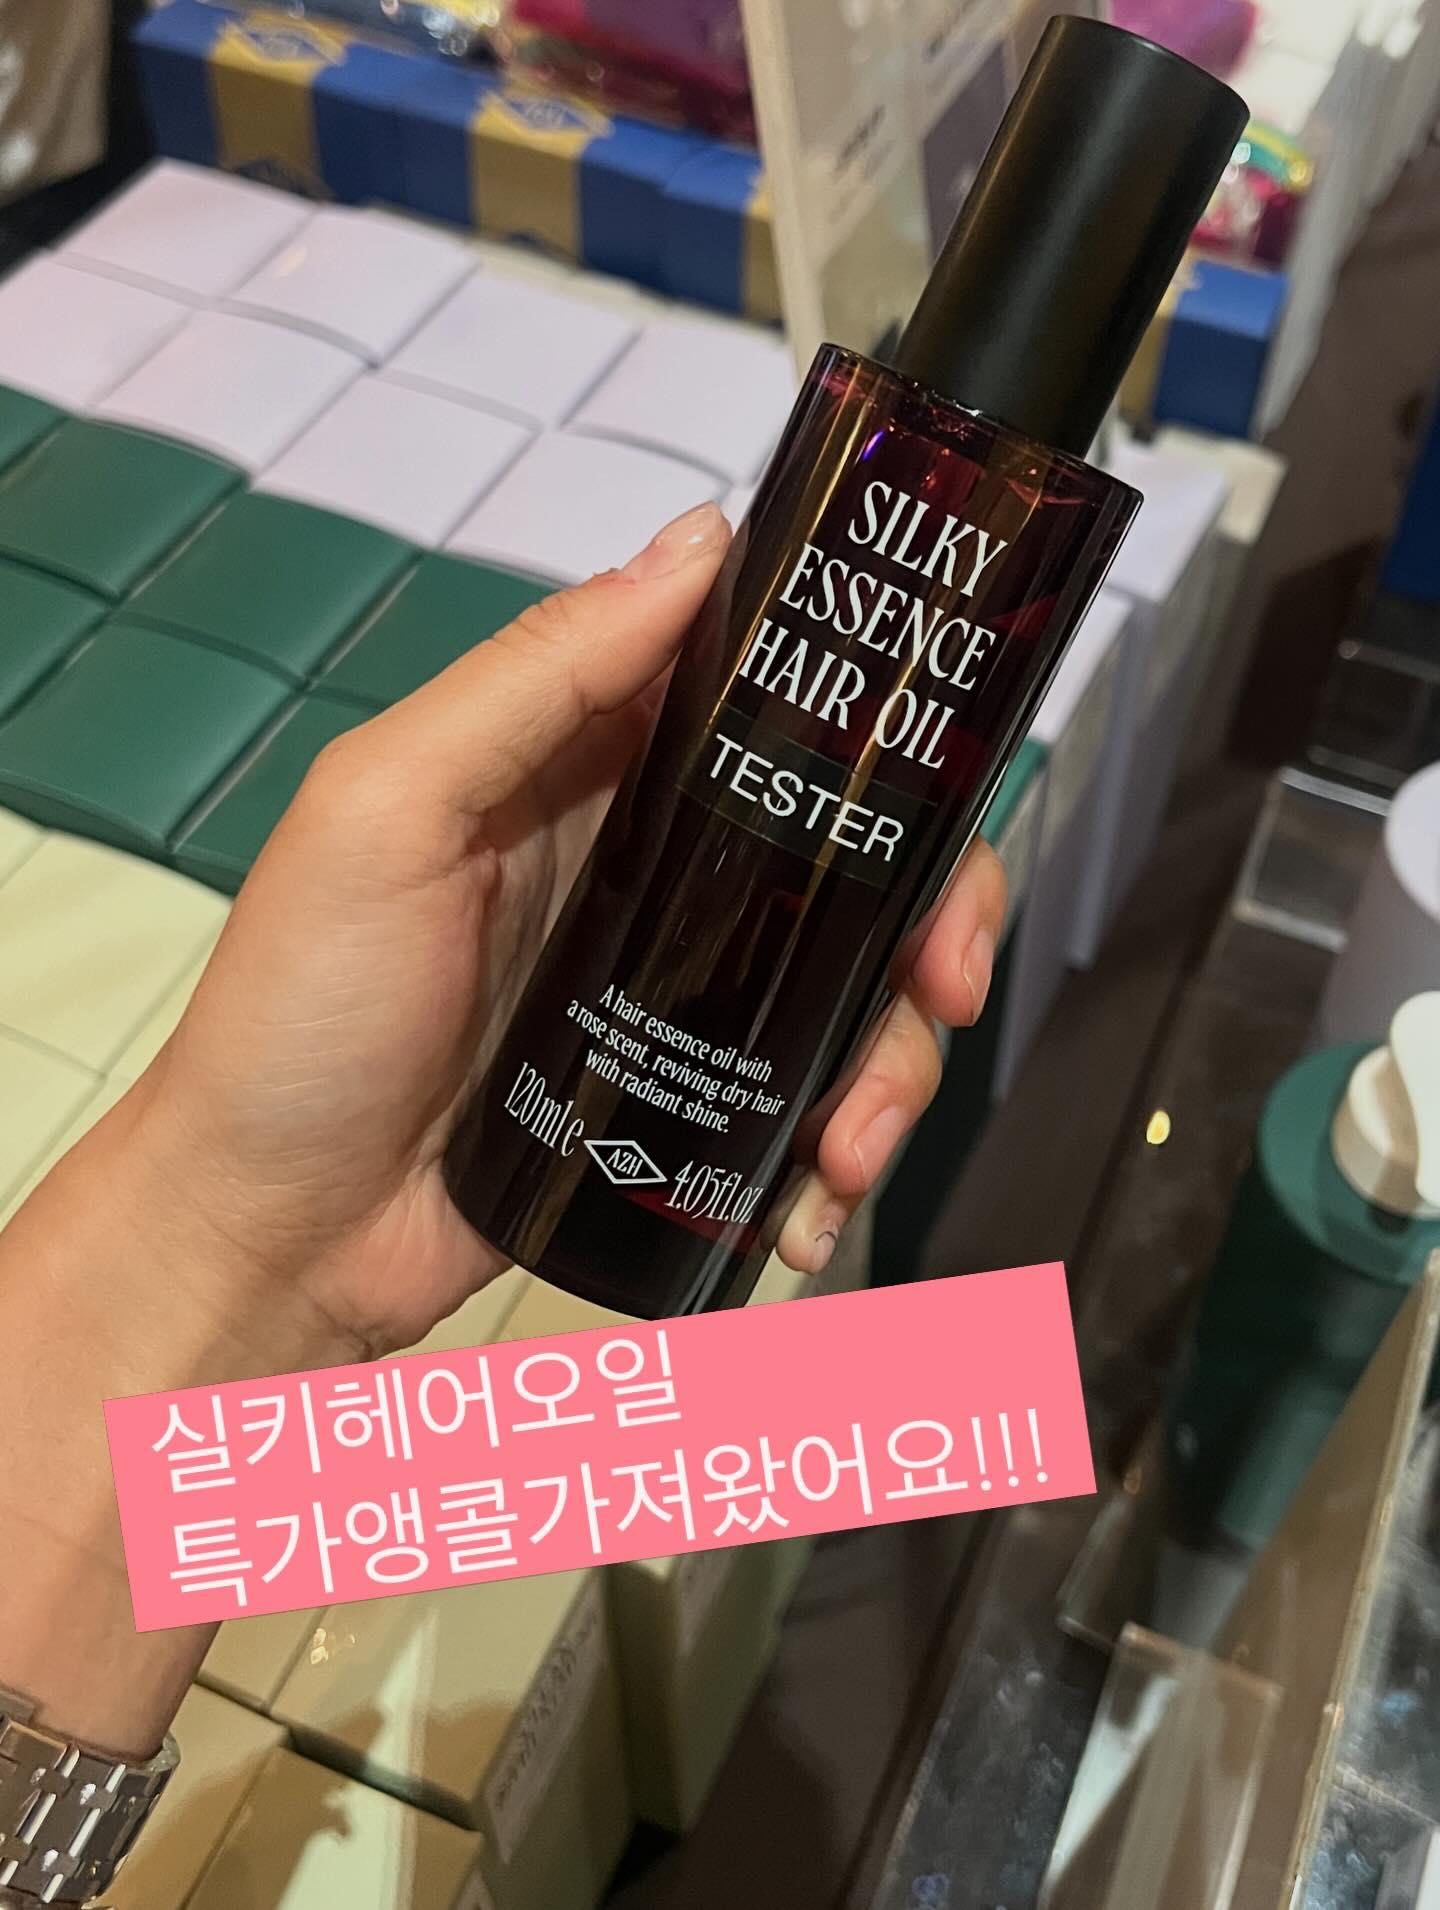 SILKY
ESSENCE
HAIR OIL
TESTER
A hair essence oil with
a rose scent, reviving dry hair
with radiant shine.
120ml e AZH 4.05fl.oz
실키헤어오일
특가앵콜가져왔어요!!!